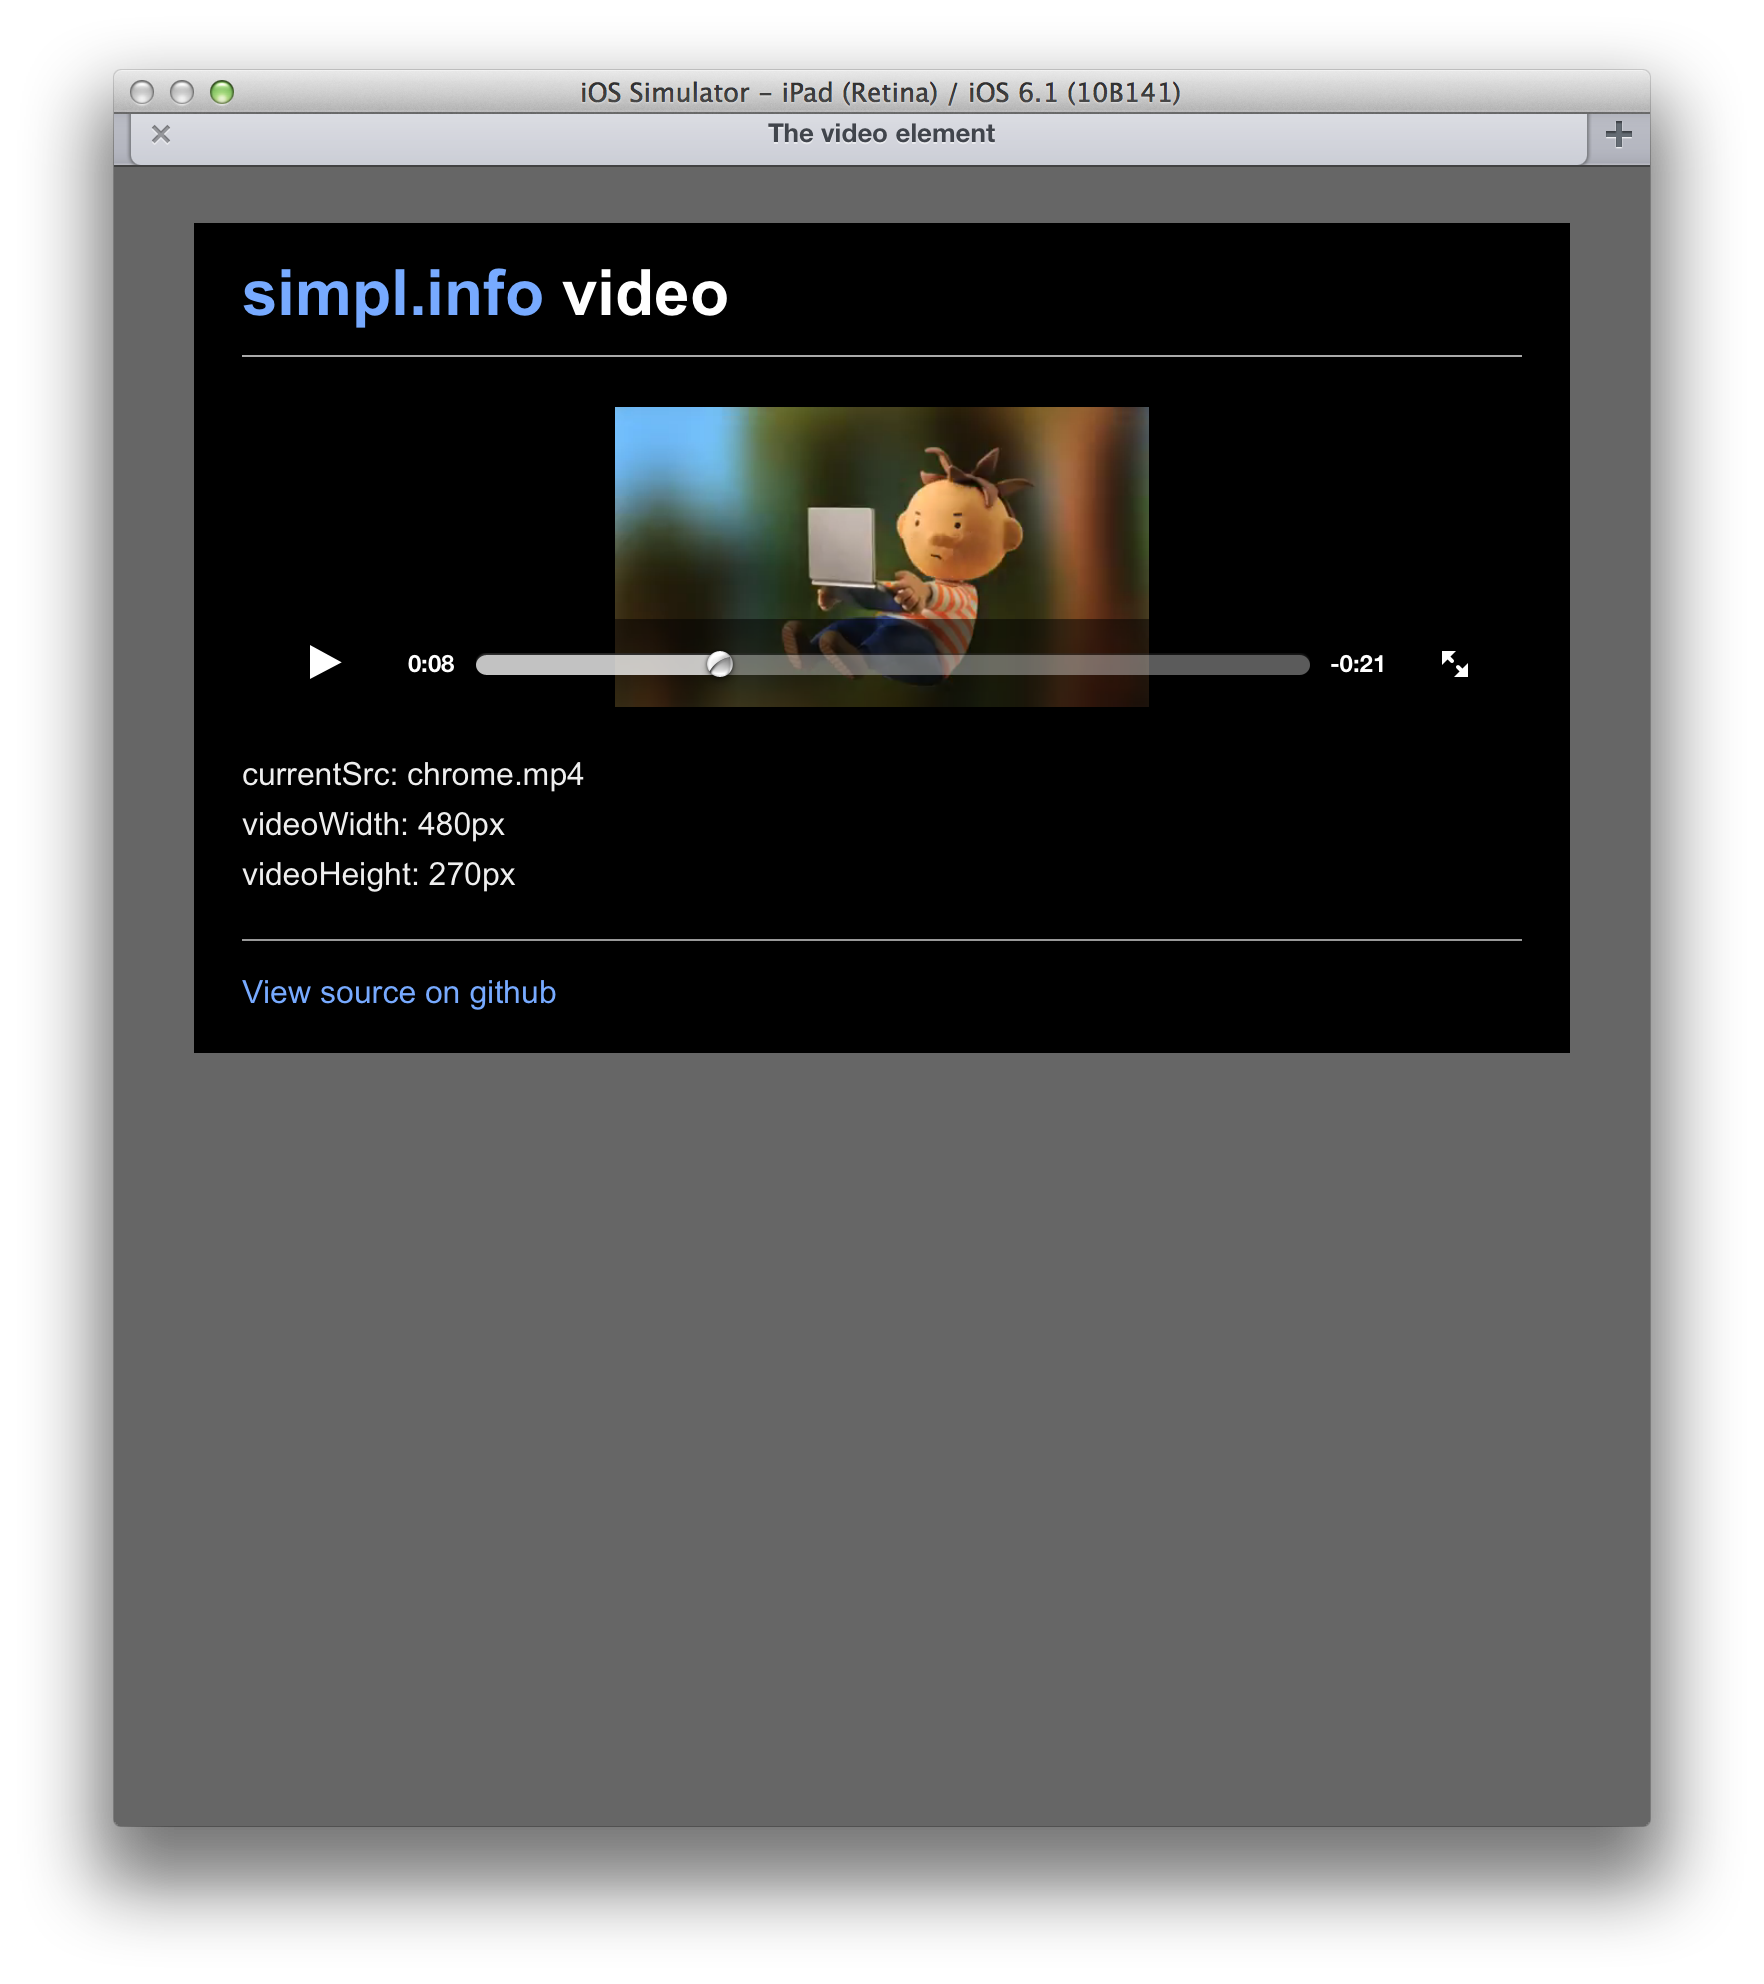 iOS Simulator – iPad (Retina) / iOS 6.1 (10B141)
The video element
simpl.info video
0:08
-0:21
currentSrc: chrome.mp4
videoWidth: 480px
videoHeight: 270px
View source on github